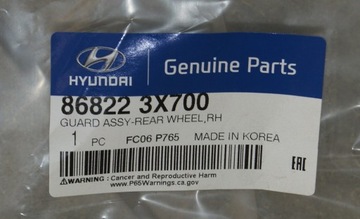 HYUNDAI
Genuine Parts
86822 3X700
GUARD ASSY-REAR WHEEL,RH
1 PC FC06 P765 MADE IN KOREA
EAC
WARNING : Cancer and Reproductive Harm
www.P65Warnings.ca.gov